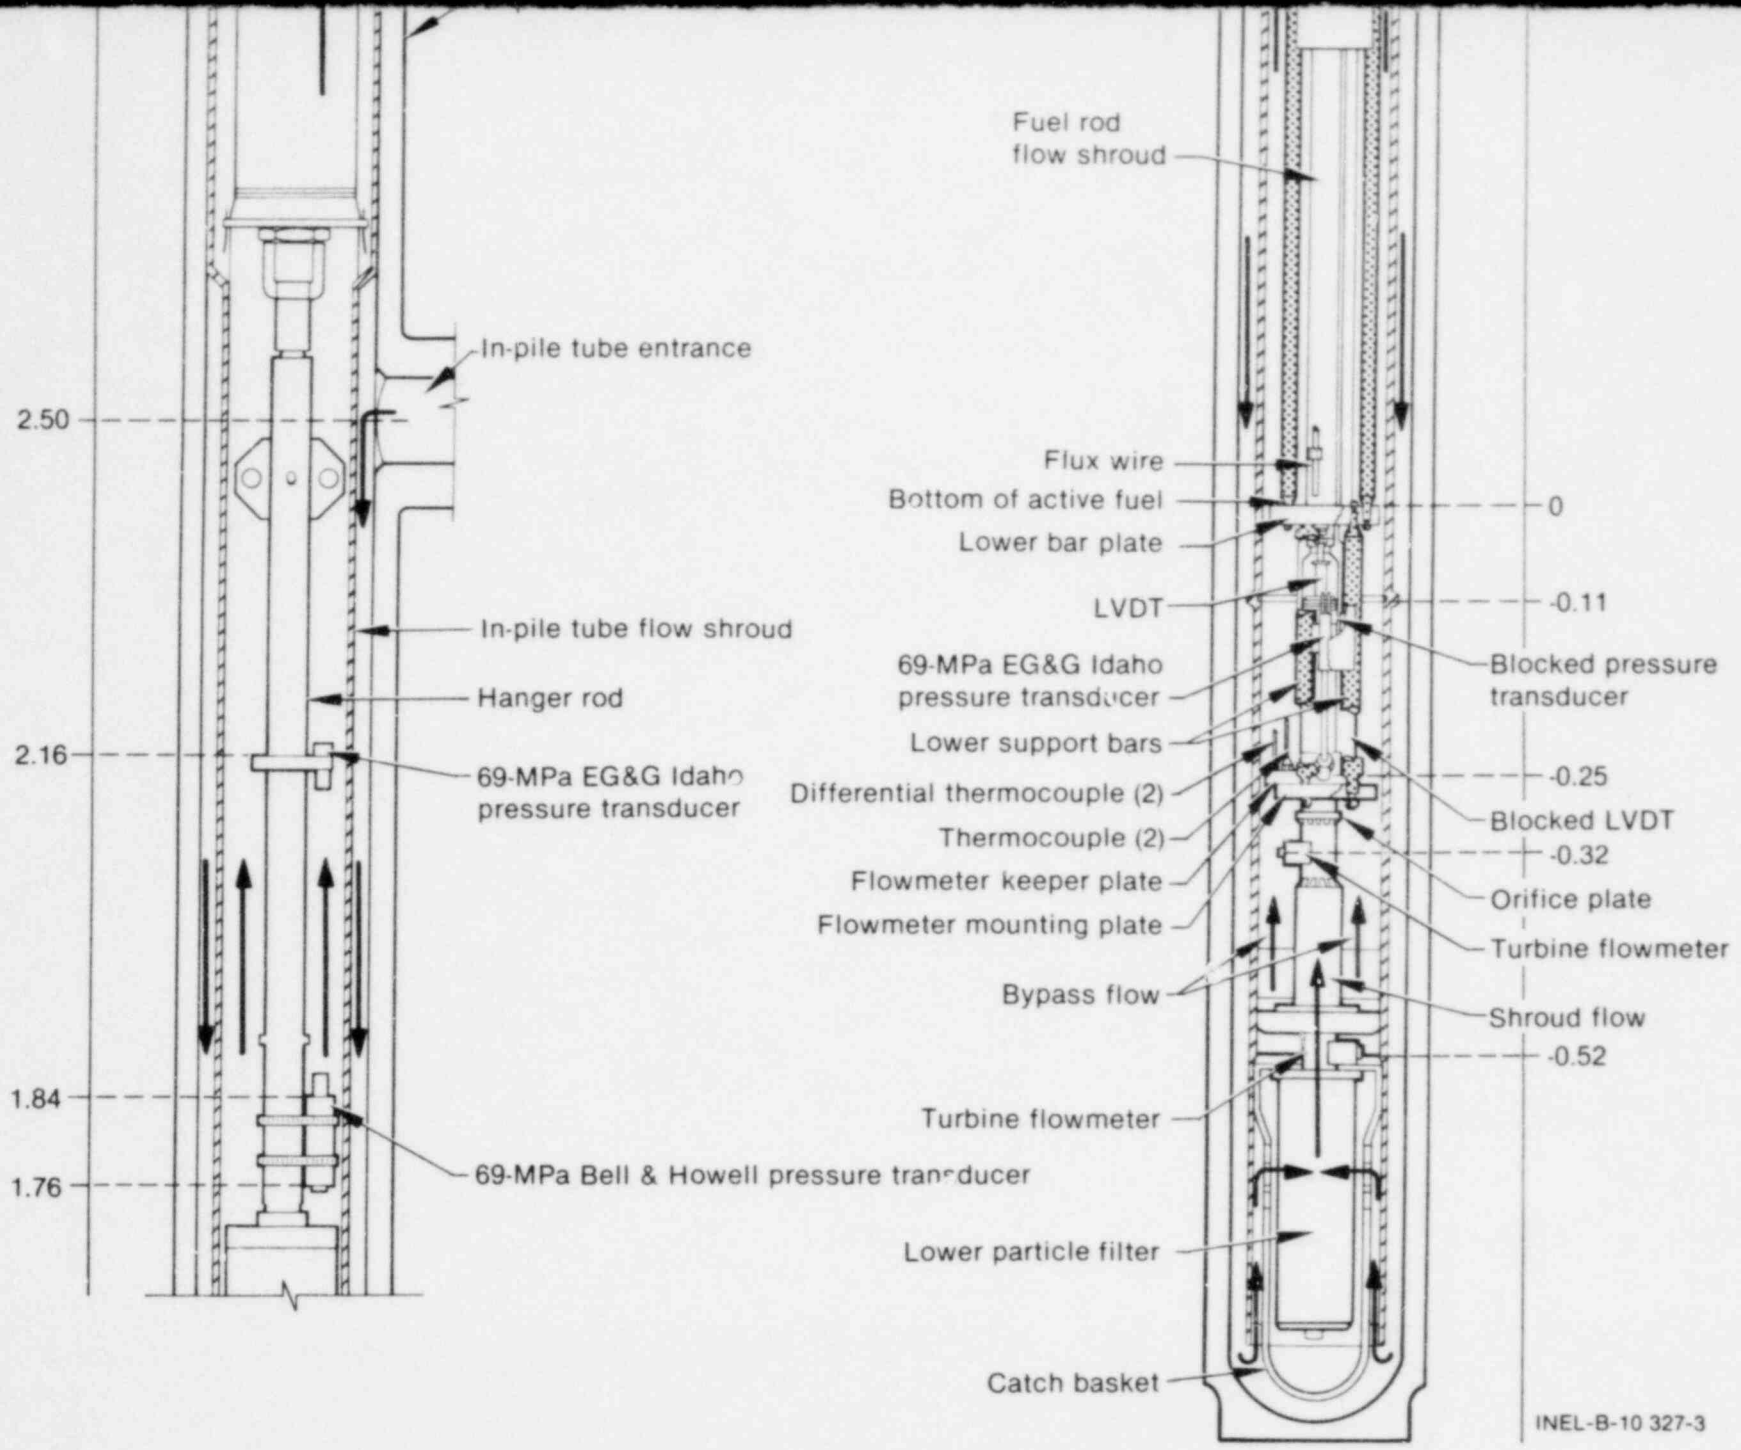 In-pile tube entrance
2.50
In-pile tube flow shroud
Hanger rod
2.16
69-MPa EG&G Idaho
pressure transducer
1.84
69-MPa Bell & Howell pressure transducer
1.76
Fuel rod
flow shroud
Flux wire
Bottom of active fuel
Lower bar plate
LVDT
69-MPa EG&G Idaho
pressure transducer
Lower support bars
Differential thermocouple (2)
Thermocouple (2)
Flowmeter keeper plate
Flowmeter mounting plate
Bypass flow
Turbine flowmeter
Lower particle filter
Catch basket
0
-0.11
Blocked pressure
transducer
-0.25
Blocked LVDT
-0.32
Orifice plate
Turbine flowmeter
Shroud flow
-0.52
INEL-B-10 327-3